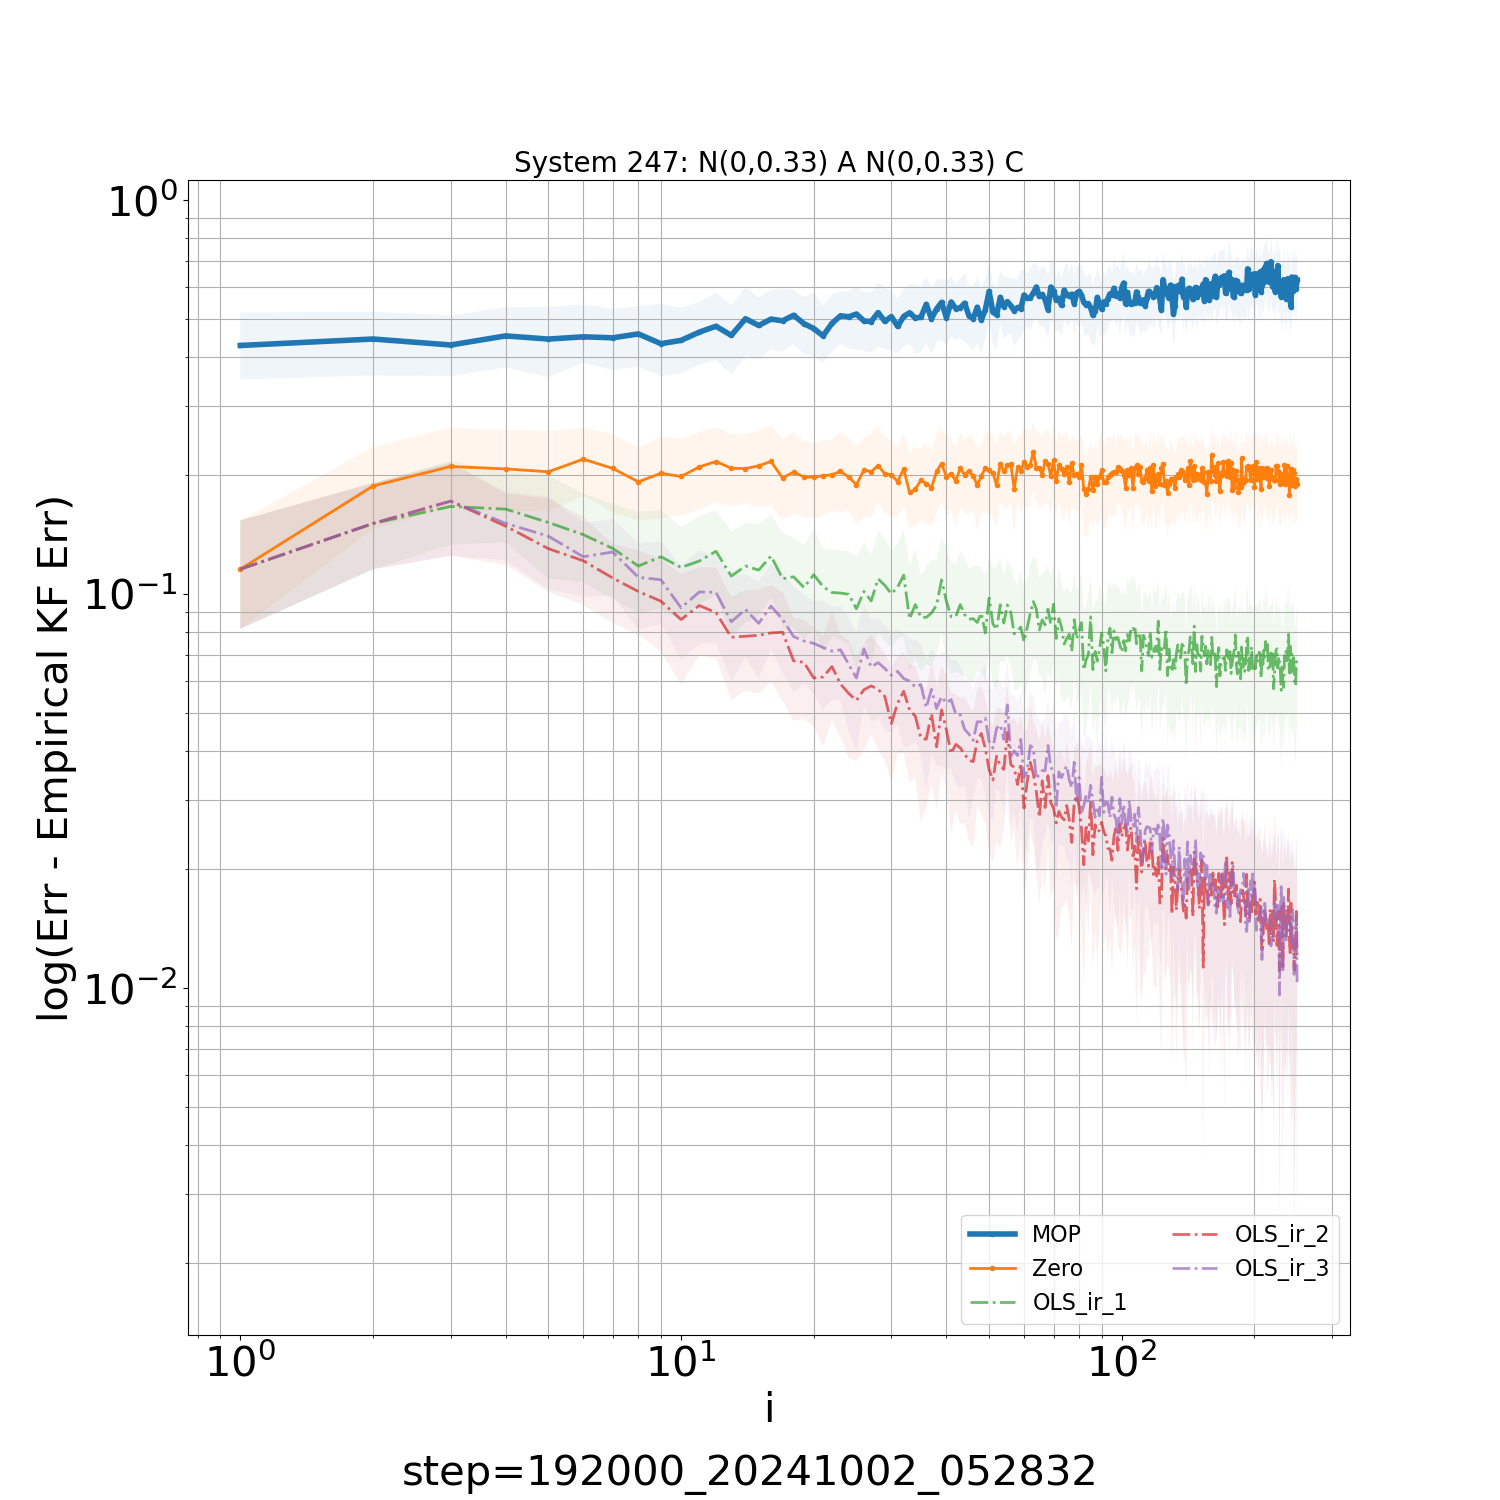 System 247: N(0,0.33) A N(0,0.33) C
log(Err - Empirical KF Err)
10⁰
10⁻¹
10⁻²
MOP
Zero
OLS_ir_1
OLS_ir_2
OLS_ir_3
10⁰ 10¹ 10²
i
step=192000_20241002_052832